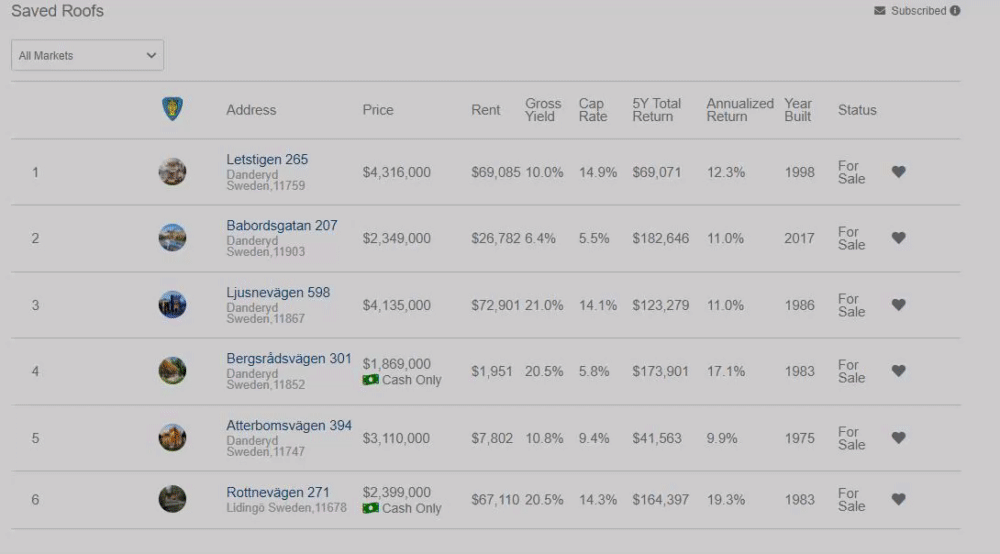 Saved Roofs
Subscribed
All Markets
Address Price Rent Gross Yield Cap Rate 5Y Total Return Annualized Return Year Built Status
1 Letstigen 265 $4,316,000 $69,085 10.0% 14.9% $69,071 12.3% 1998 For Sale
Danderyd
Sweden,11759
2 Babordsgatan 207 $2,349,000 $26,782 6.4% 5.5% $182,646 11.0% 2017 For Sale
Danderyd
Sweden,11903
3 Ljusnevägen 598 $4,135,000 $72,901 21.0% 14.1% $123,279 11.0% 1986 For Sale
Danderyd
Sweden,11867
4 Bergsrådsvägen 301 $1,869,000 $1,951 20.5% 5.8% $173,901 17.1% 1983 For Sale
Danderyd Cash Only
Sweden,11852
5 Atterbomsvägen 394 $3,110,000 $7,802 10.8% 9.4% $41,563 9.9% 1975 For Sale
Danderyd
Sweden,11747
6 Rottnevägen 271 $2,399,000 $67,110 20.5% 14.3% $164,397 19.3% 1983 For Sale
Lidingö Sweden,11678 Cash Only